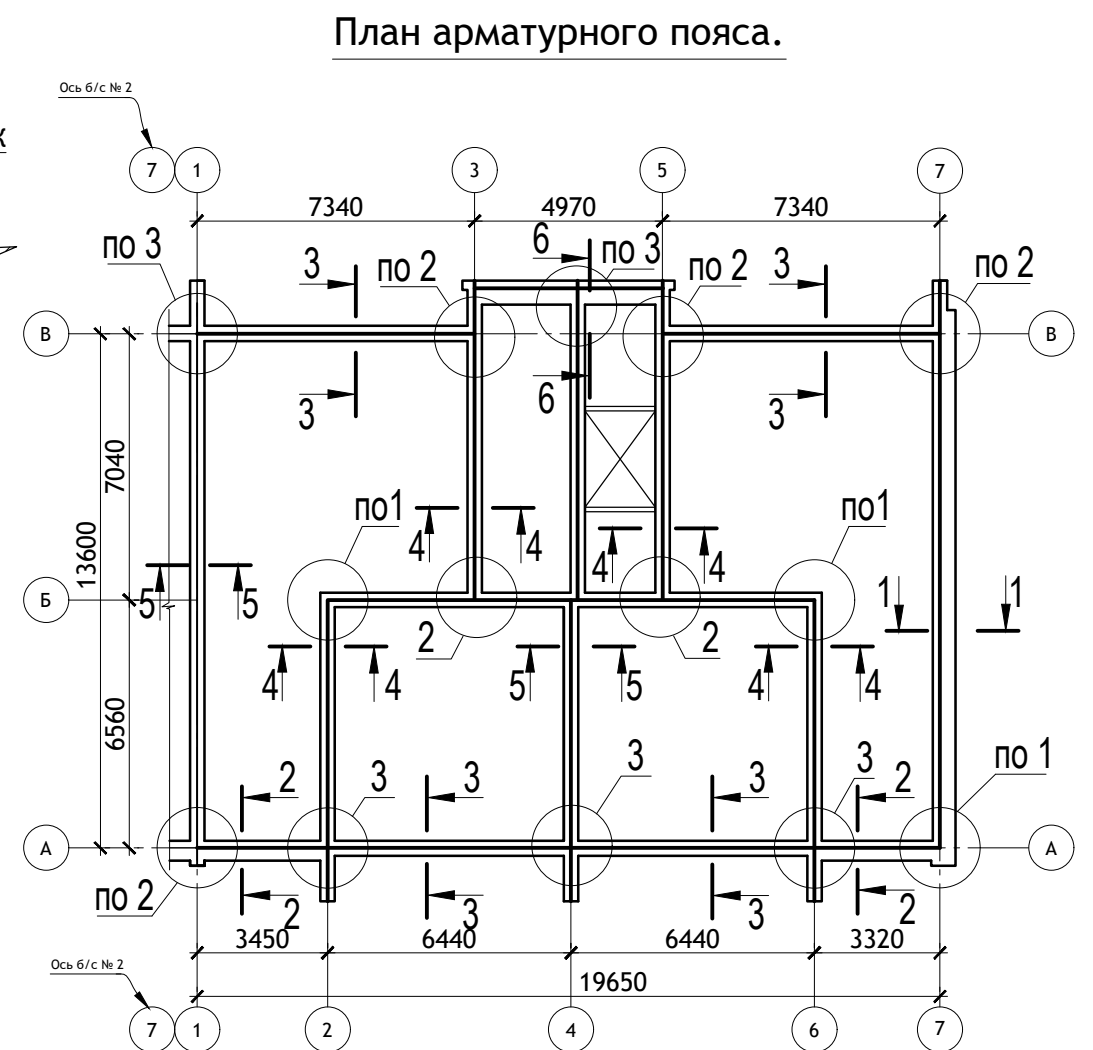 План арматурного пояса.
Ось б/с № 2
к
7 1 3 5 7
7340 4970 7340
по 3 3 по 2 6 по 3 по 2 3 по 2
В В
3 6 3
7040
13600
по1 по1
4 4 4 4
Б 5 5 1 1
2 2
4 4 5 5 4 4
6560
2 3 3 3 3 3 2 по 1
А А
по 2 2 3 3 2
3450 6440 6440 3320
Ось б/с № 2
19650
7 1 2 4 6 7